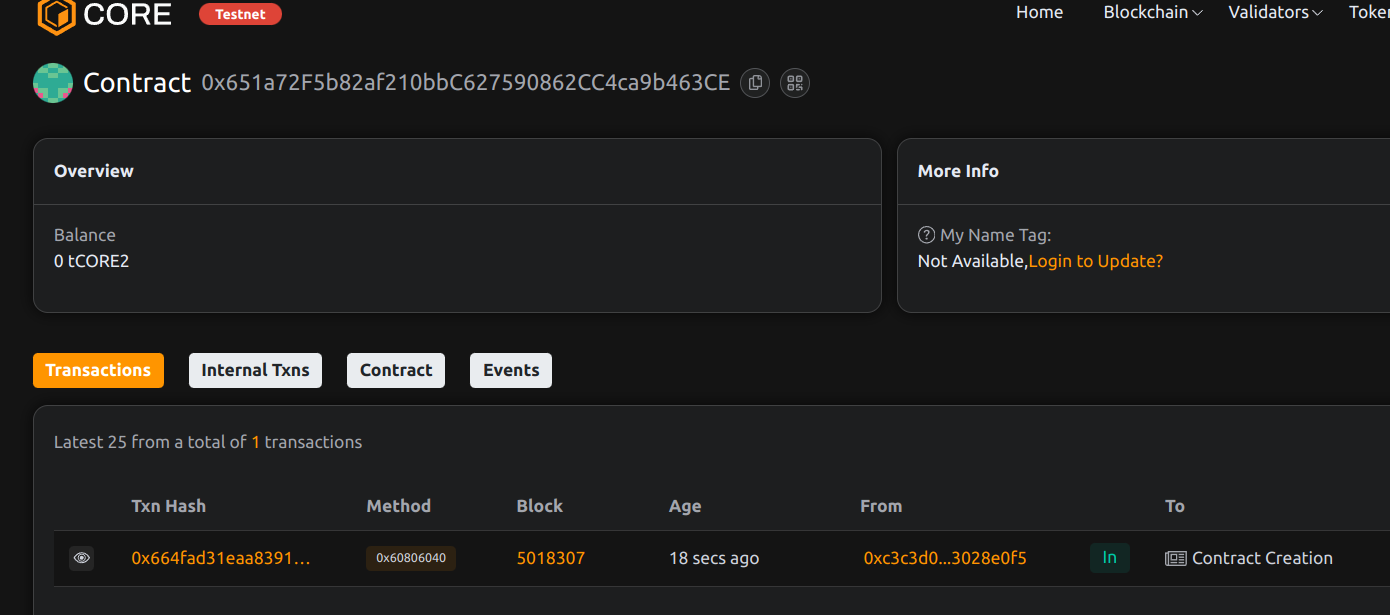 CORE Testnet Home Blockchain Validators
Contract 0x651a72F5b82af210bbC627590862CC4ca9b463CE
Overview
Balance
0 tCORE2
More Info
? My Name Tag:
Not Available,Login to Update?
Transactions Internal Txns Contract Events
Latest 25 from a total of 1 transactions
Txn Hash Method Block Age From To
0x664fad31eaa8391... 0x60806040 5018307 18 secs ago 0xc3c3d0...3028e0f5 In Contract Creation